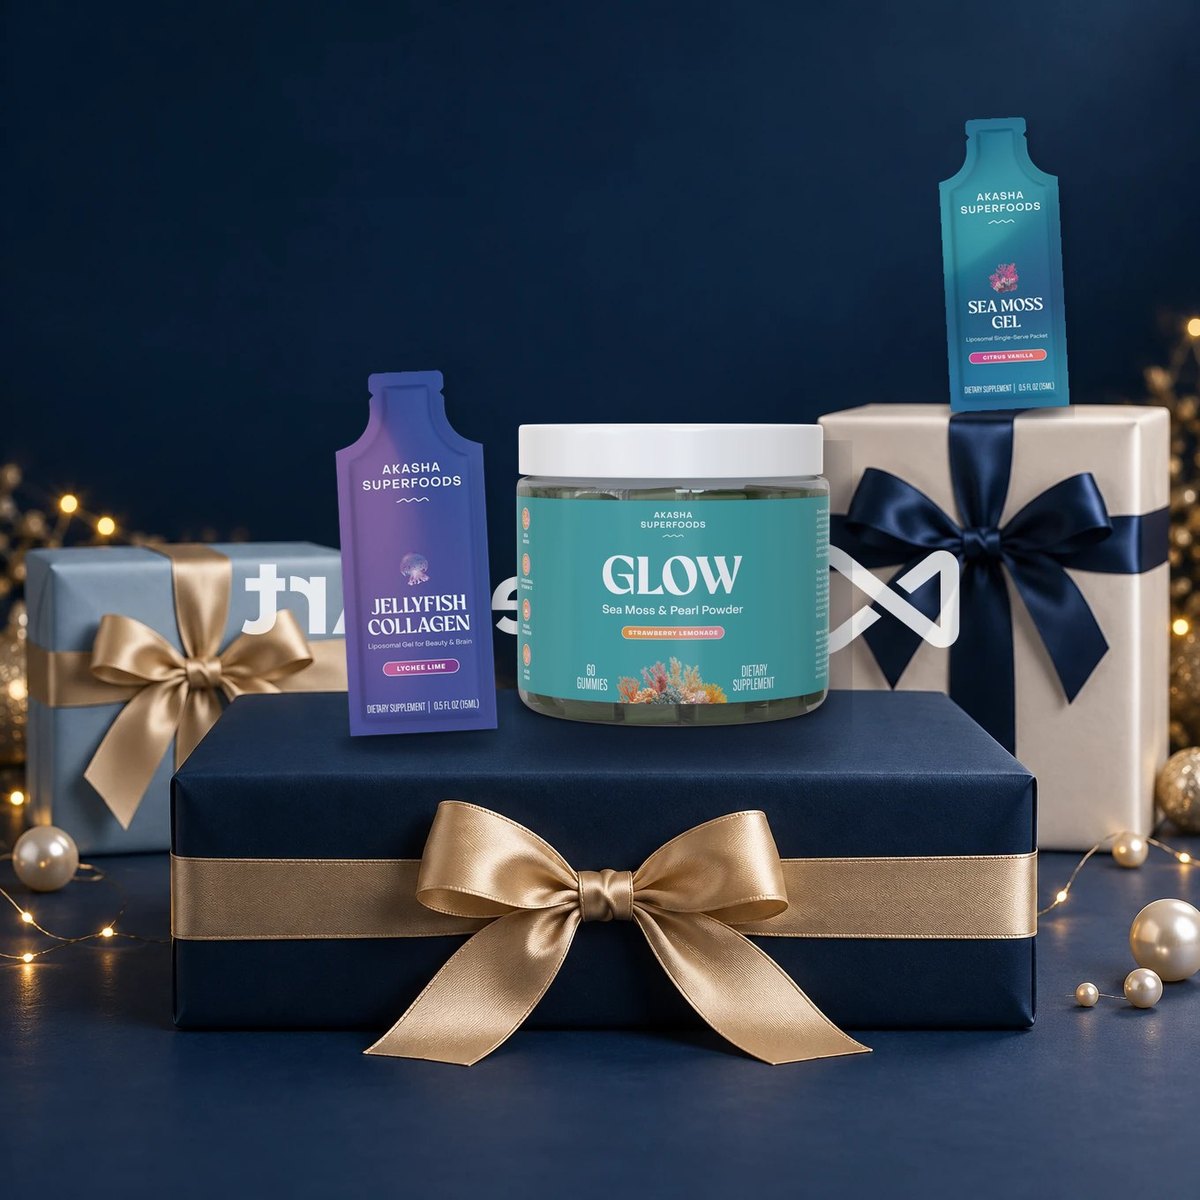 AKASHA
SUPERFOODS
SEA MOSS
GEL
Liposomal Single-Serve Packet
CITRUS VANILLA
DIETARY SUPPLEMENT | 0.5 FL OZ (15ML)
AKASHA
SUPERFOODS
JELLYFISH
COLLAGEN
Liposomal Gel for Beauty & Brain
LYCHEE LIME
DIETARY SUPPLEMENT | 0.5 FL OZ (15ML)
AKASHA
SUPERFOODS
GLOW
Sea Moss & Pearl Powder
STRAWBERRY LEMONADE
60
GUMMIES
DIETARY
SUPPLEMENT